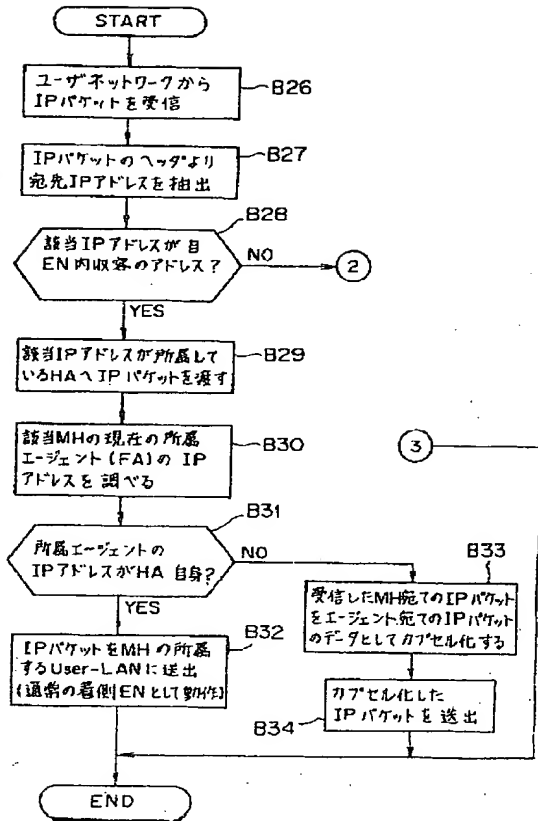 START
ユーザネットワークから
IPパケットを受信
B26
IPパケットのヘッダより
宛先IPアドレスを抽出
B27
B28
該当IPアドレスが自
EN内収容のアドレス?
NO
2
YES
該当IPアドレスが所属して
いるHAへIPパケットを渡す
B29
該当MHの現在の所属
エージェント(FA)のIP
アドレスを調べる
B30
3
B31
所属エージェントの
IPアドレスがHA自身?
NO
B33
受信したMH宛てのIPパケット
をエージェント宛てのIPパケット
のデータとしてカプセル化する
YES
B32
IPパケットをMHの所属
するUser-LANに送出
(通常の着側ENとして動作)
カプセル化した
IPパケットを送出
B34
END